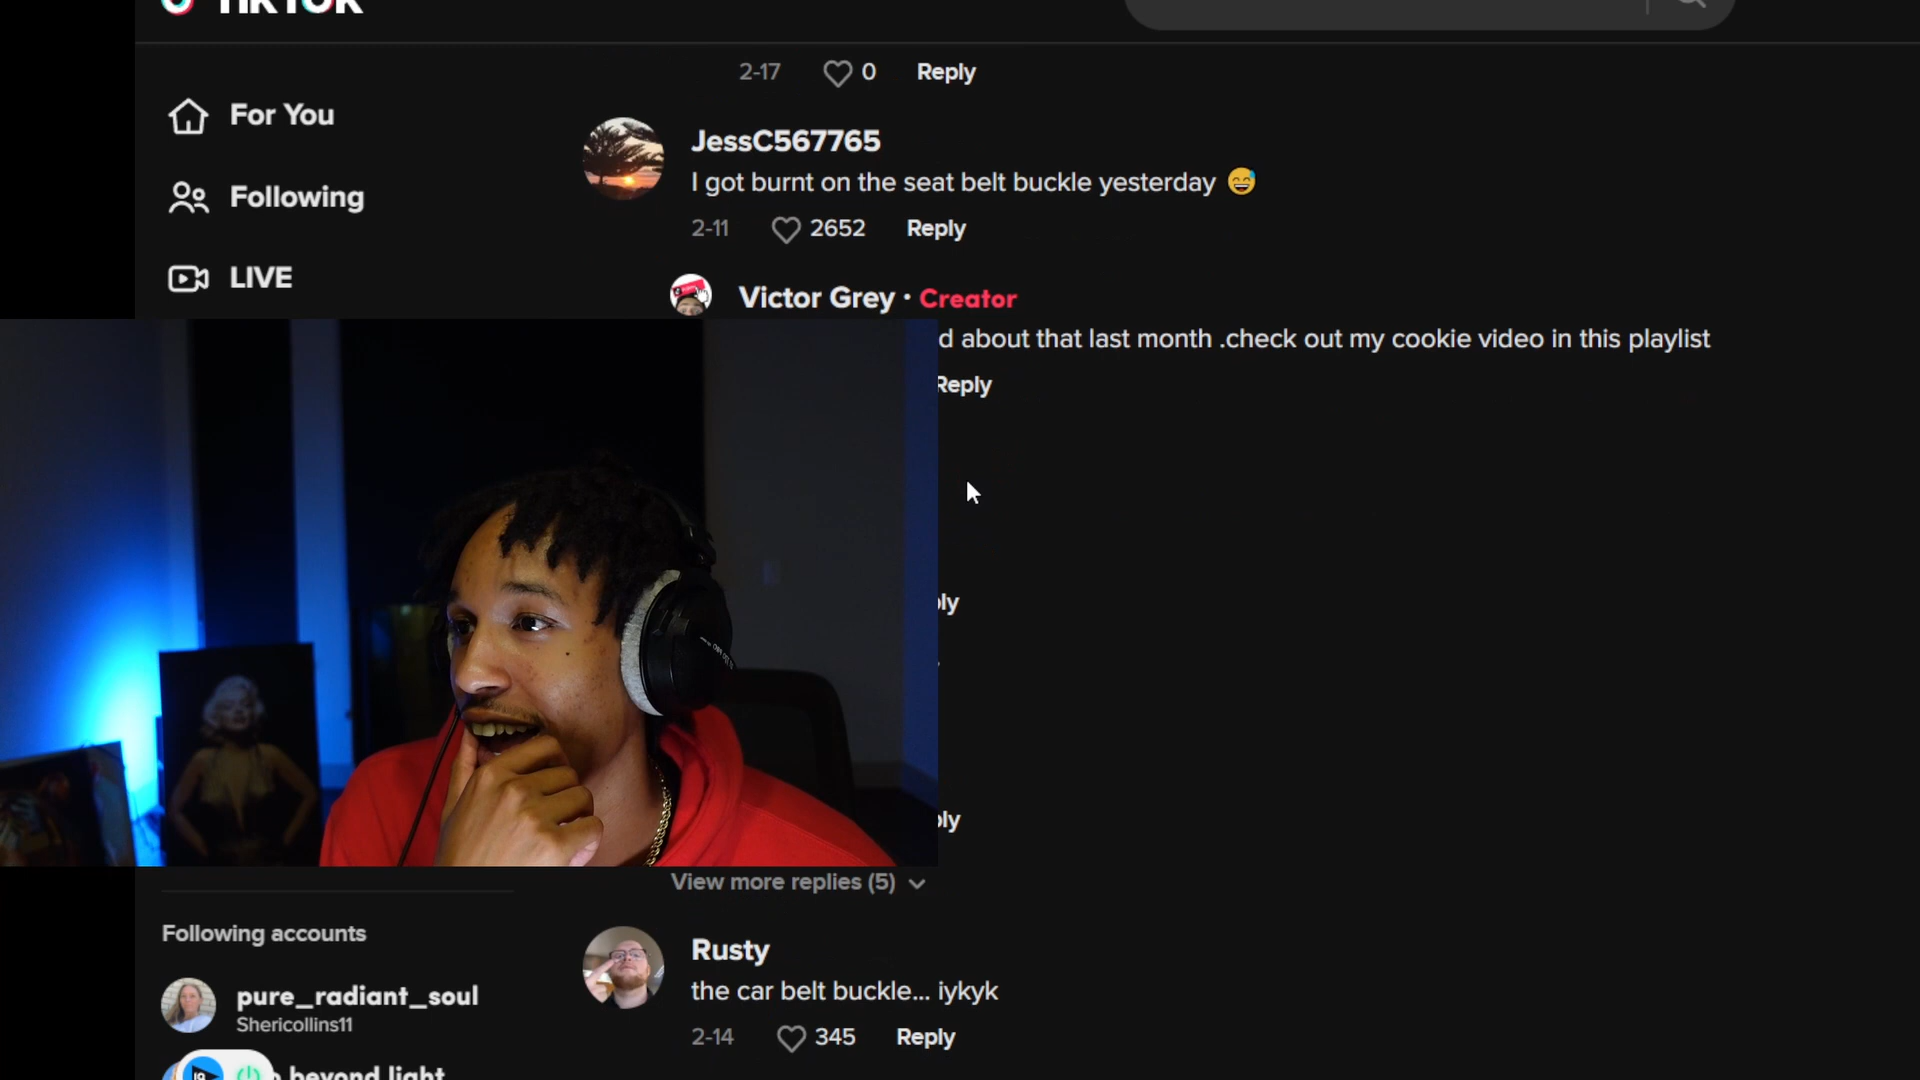 TikTok
2-17 0 Reply
For You
Following
LIVE
JessC567765
I got burnt on the seat belt buckle yesterday 😅
2-11 2652 Reply
Victor Grey · Creator
d about that last month .check out my cookie video in this playlist
Reply
ly
ly
View more replies (5)
Rusty
the car belt buckle... iykyk
2-14 345 Reply
Following accounts
pure_radiant_soul
Shericollins11
beyond light